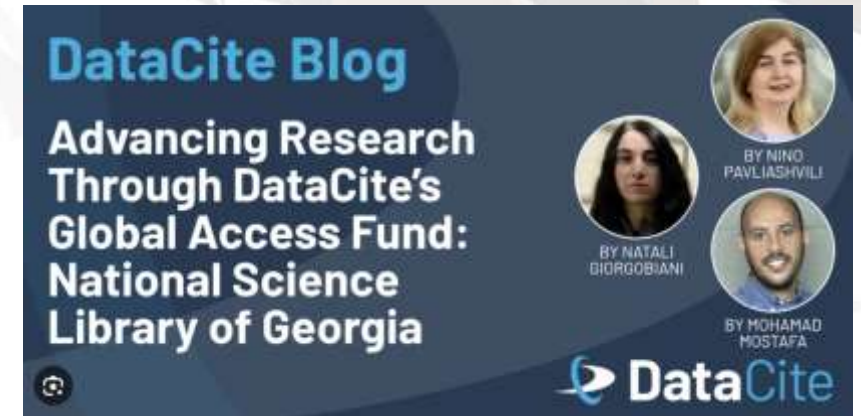 DataCite Blog
Advancing Research
Through DataCite's
Global Access Fund:
National Science
Library of Georgia
BY NINO
PAVLIASHVILI
BY NATALI
GIORGOBIANI
BY MOHAMAD
MOSTAFA
DataCite